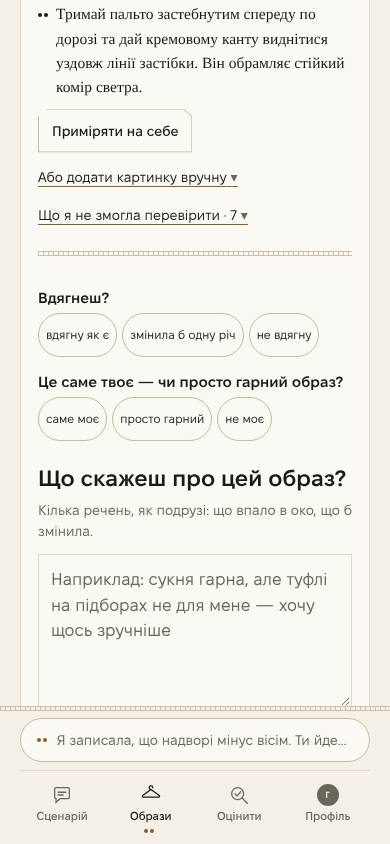 •• Тримай пальто застебнутим спереду по
дорозі та дай кремовому канту виднітися
уздовж лінії застібки. Він обрамляє стійкий
комір светра.
Приміряти на себе
Або додати картинку вручну ▾
Що я не змогла перевірити · 7 ▾
Вдягнеш?
вдягну як є
змінила б одну річ
не вдягну
Це саме твоє — чи просто гарний образ?
саме моє
просто гарний
не моє
Що скажеш про цей образ?
Кілька речень, як подрузі: що впало в око, що б
змінила.
Наприклад: сукня гарна, але туфлі
на підборах не для мене — хочу
щось зручніше
•• Я записала, що надворі мінус вісім. Ти йде...
Сценарій
Образи
Оцінити
Г
Профіль